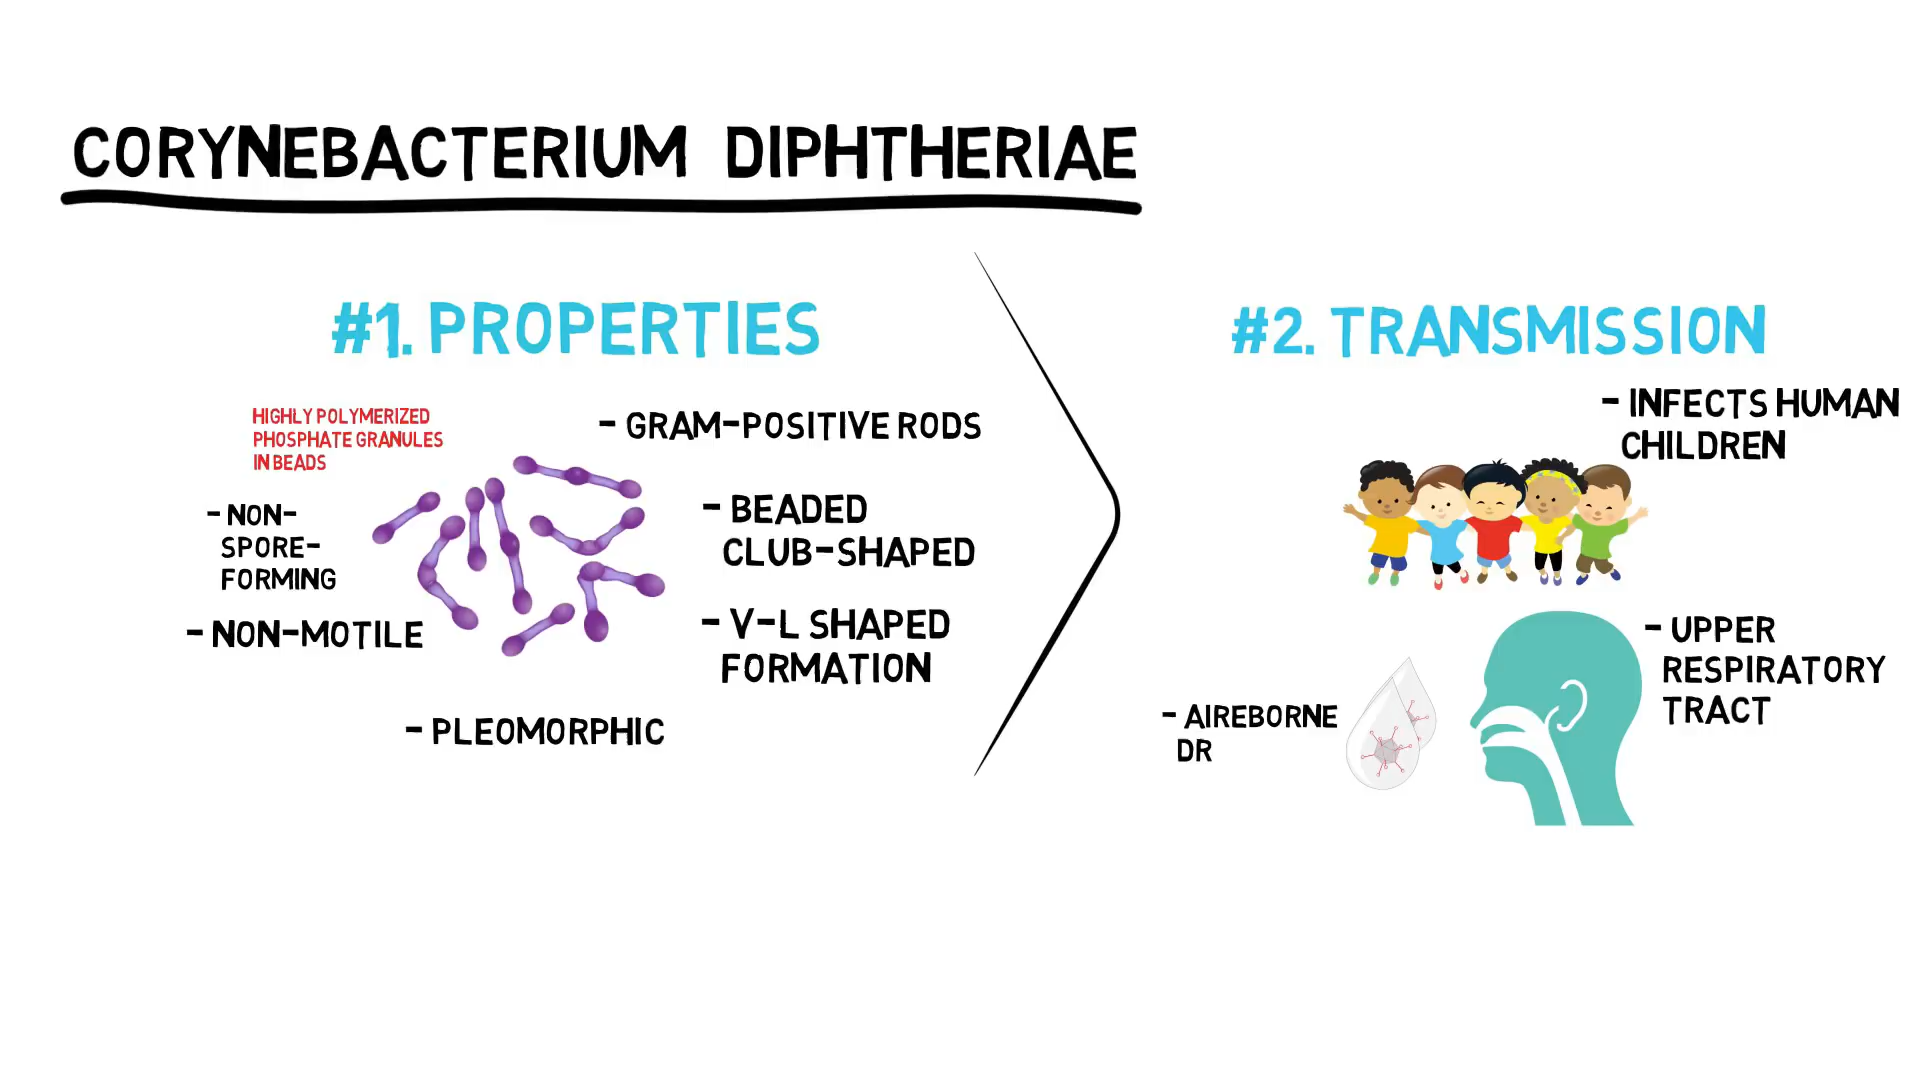 CORYNEBACTERIUM DIPHTHERIAE
#1. PROPERTIES
HIGHLY POLYMERIZED
PHOSPHATE GRANULES
IN BEADS
- GRAM-POSITIVE RODS
- NON-
SPORE-
FORMING
- BEADED
CLUB-SHAPED
- NON-MOTILE
- V-L SHAPED
FORMATION
- PLEOMORPHIC
#2. TRANSMISSION
- INFECTS HUMAN
CHILDREN
- UPPER
RESPIRATORY
TRACT
- AIREBORNE
DR